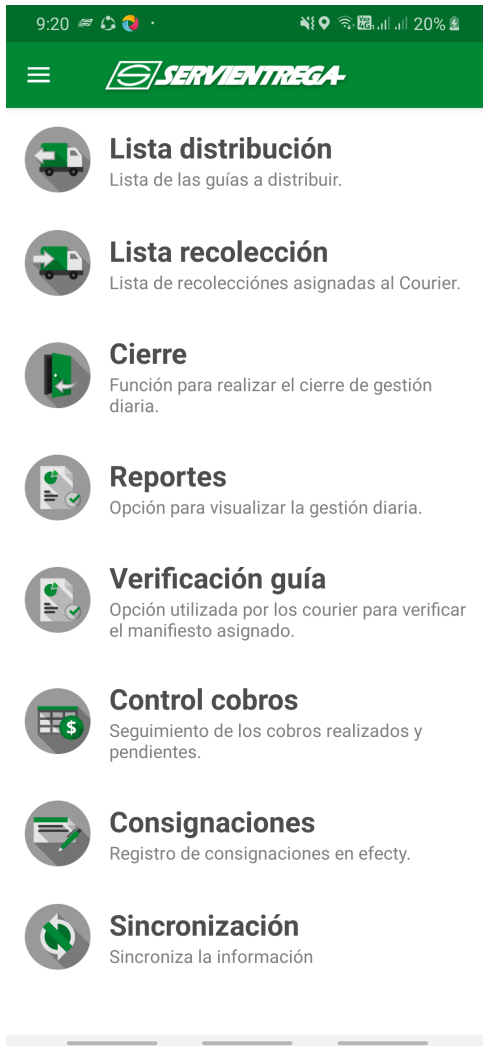 9:20
20%
SERVIENTREGA
Lista distribución
Lista de las guías a distribuir.
Lista recolección
Lista de recolecciónes asignadas al Courier.
Cierre
Función para realizar el cierre de gestión
diaria.
Reportes
Opción para visualizar la gestión diaria.
Verificación guía
Opción utilizada por los courier para verificar
el manifiesto asignado.
Control cobros
Seguimiento de los cobros realizados y
pendientes.
$
Consignaciones
Registro de consignaciones en efecty.
Sincronización
Sincroniza la información